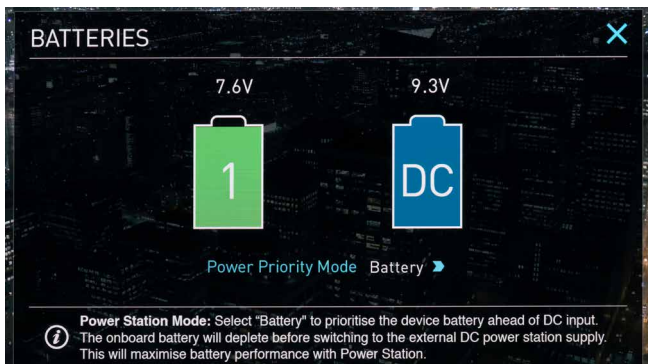 BATTERIES
7.6V 9.3V
1 DC
Power Priority Mode Battery
Power Station Mode: Select "Battery" to prioritise the device battery ahead of DC input.
The onboard battery will deplete before switching to the external DC power station supply.
This will maximise battery performance with Power Station.